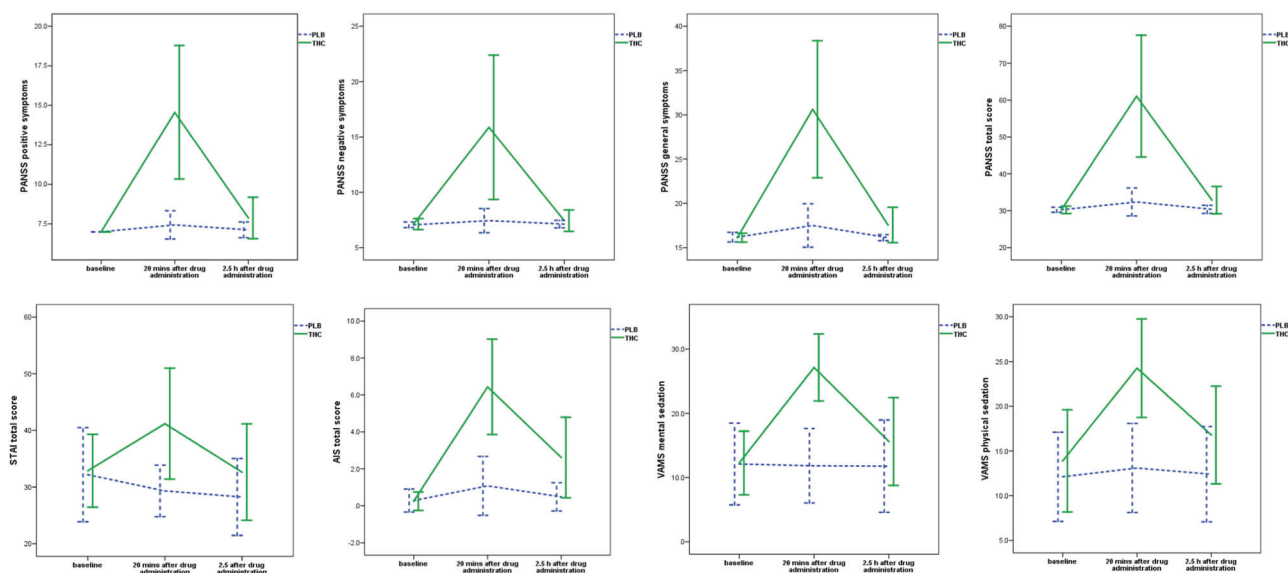 20.0
17.5
15.0
12.5
10.0
7.5
PANSS positive symptoms
baseline
20 mins after drug administration
2.5 h after drug administration
PLB
THC
25
20
15
10
5
PANSS negative symptoms
baseline
20 mins after drug administration
2.5 h after drug administration
PLB
THC
40
35
30
25
20
15
PANSS general symptoms
baseline
20 mins after drug administration
2.5 h after drug administration
PLB
THC
80
70
60
50
40
30
20
PANSS total score
baseline
20 mins after drug administration
2.5 h after drug administration
PLB
THC
60
50
40
30
20
STAI total score
baseline
20 mins after drug administration
2.5 after drug administration
PLB
THC
10.0
8.0
6.0
4.0
2.0
.0
-2.0
AIS total score
baseline
20 mins after drug administration
2.5 h after drug administration
PLB
THC
30.0
20.0
10.0
.0
VAMS mental sedation
baseline
20 mins after drug administration
2.5 h after drug administration
PLB
THC
30.0
25.0
20.0
15.0
10.0
5.0
VAMS physical sedation
baseline
20 mins after drug administration
2.5 h after drug administration
PLB
THC